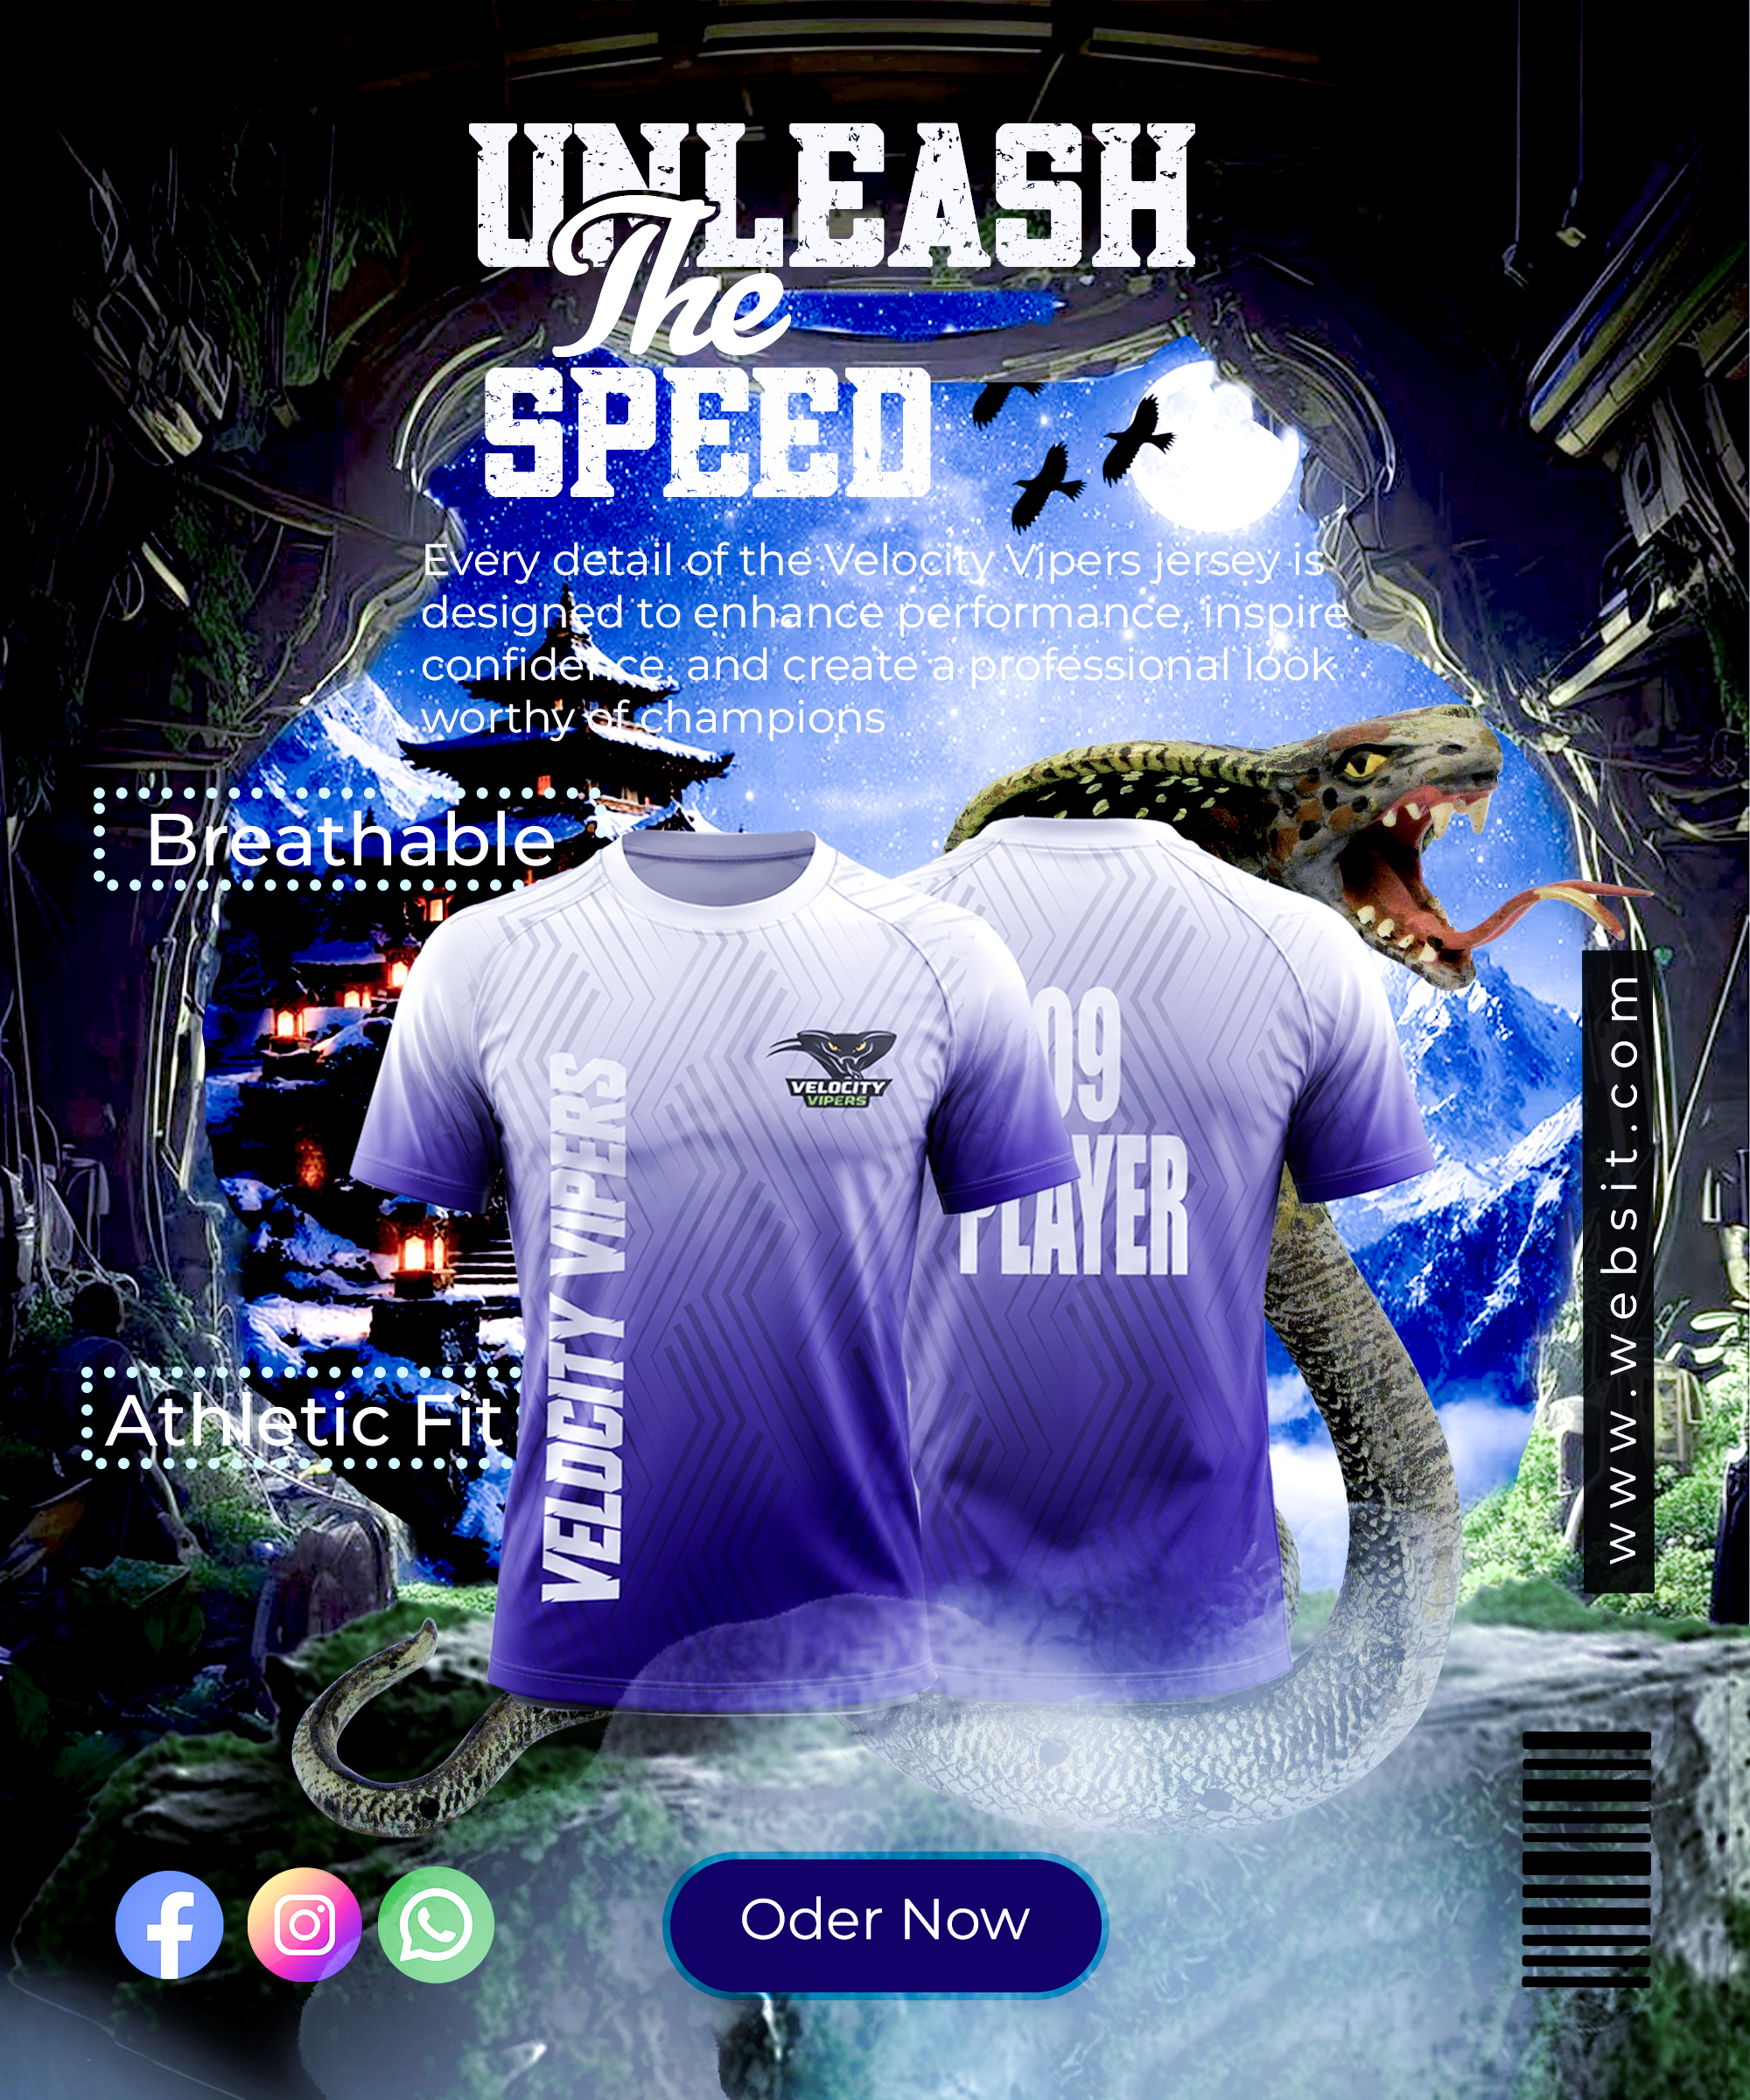 UNLEASH
The
SPEED
Every detail of the Velocity Vipers jersey is
designed to enhance performance, inspire
confidence, and create a professional look
worthy of champions
Breathable
Athletic Fit
VELOCITY VIPERS
VELOCITY
VIPERS
09
PLAYER
www.websit.com
Oder Now